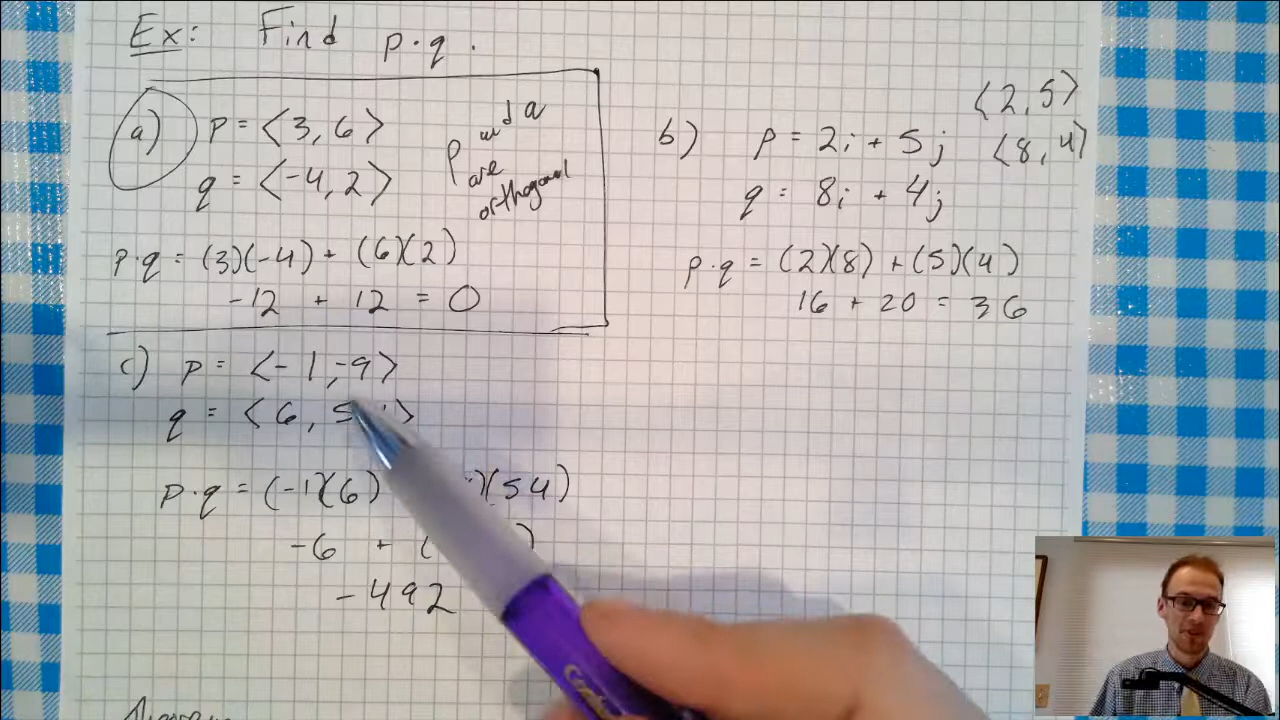 Ex: Find p·q.
a) p = <3, 6>
q = <-4, 2>
p and q
are
orthogonal
p·q = (3)(-4) + (6)(2)
-12 + 12 = 0
b) p = 2i + 5j
q = 8i + 4j
<2, 5>
<8, 4>
p·q = (2)(8) + (5)(4)
16 + 20 = 36
c) p = <-1, -9>
q = <6, 5 >
p·q = (-1)(6) )(54)
-6 + ( )
-492